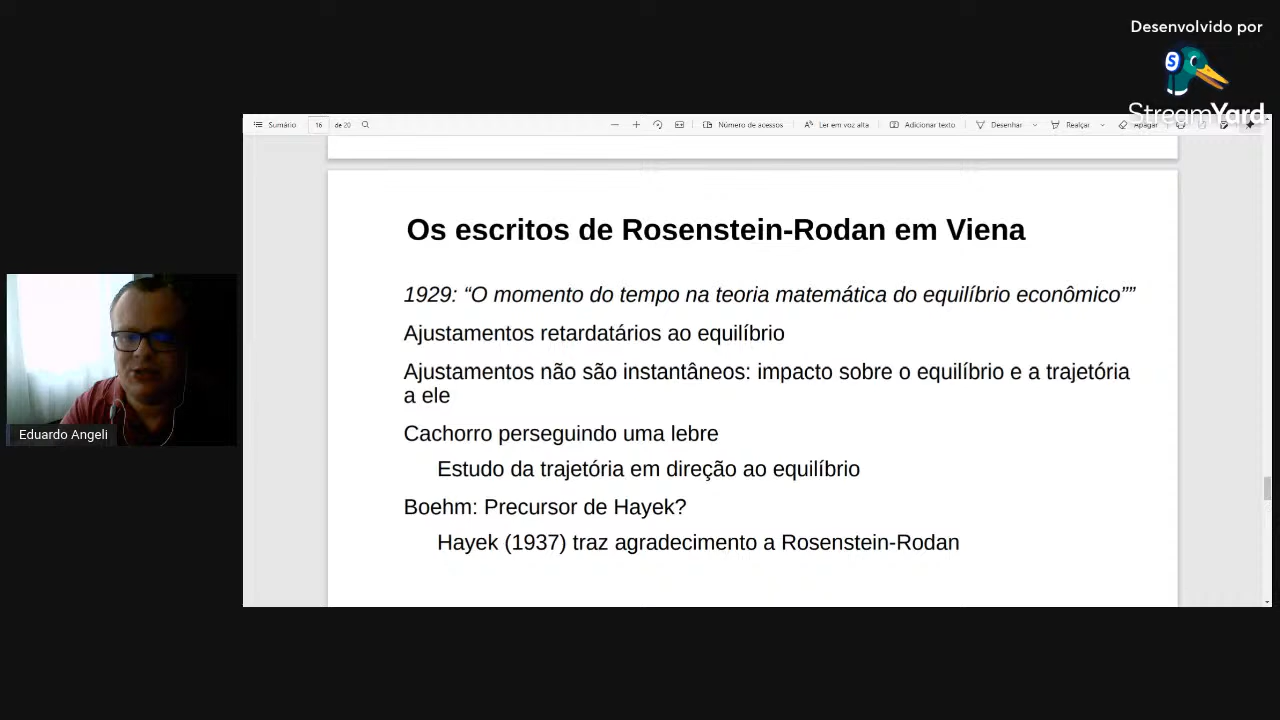 Desenvolvido por
StreamYard
Sumário
16
de 20
Número de acessos
Ler em voz alta
Adicionar texto
Desenhar
Realçar
Apagar
Os escritos de Rosenstein-Rodan em Viena
1929: “O momento do tempo na teoria matemática do equilíbrio econômico””
Ajustamentos retardatários ao equilíbrio
Ajustamentos não são instantâneos: impacto sobre o equilíbrio e a trajetória
a ele
Cachorro perseguindo uma lebre
Estudo da trajetória em direção ao equilíbrio
Boehm: Precursor de Hayek?
Hayek (1937) traz agradecimento a Rosenstein-Rodan
Eduardo Angeli